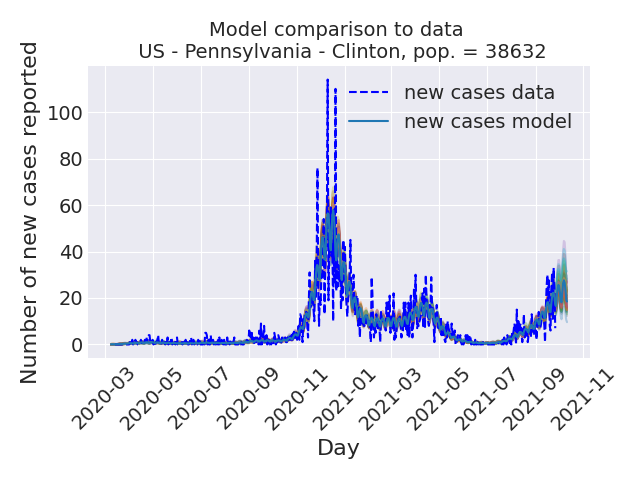 Model comparison to data
US - Pennsylvania - Clinton, pop. = 38632
Number of new cases reported
100
80
60
40
20
0
new cases data
new cases model
2020-03
2020-05
2020-07
2020-09
2020-11
2021-01
2021-03
2021-05
2021-07
2021-09
2021-11
Day